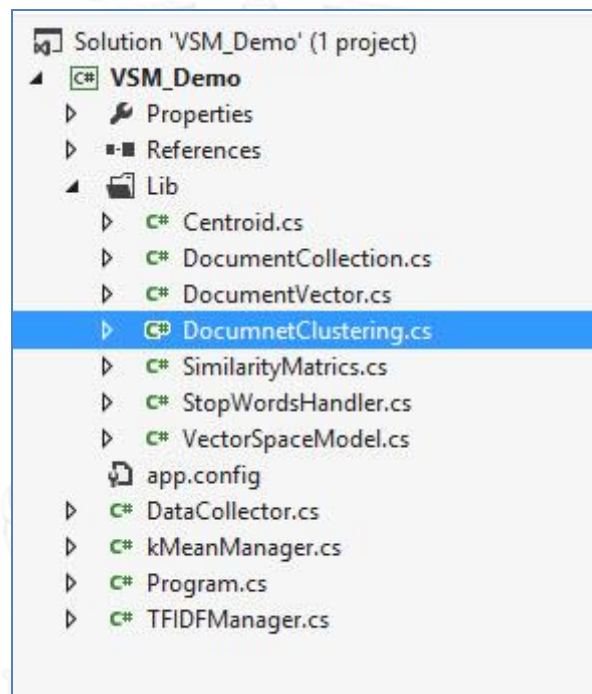 Solution 'VSM_Demo' (1 project)
C# VSM_Demo
Properties
References
Lib
C# Centroid.cs
C# DocumentCollection.cs
C# DocumentVector.cs
C# DocumnetClustering.cs
C# SimilarityMatrics.cs
C# StopWordsHandler.cs
C# VectorSpaceModel.cs
app.config
C# DataCollector.cs
C# kMeanManager.cs
C# Program.cs
C# TFIDFManager.cs